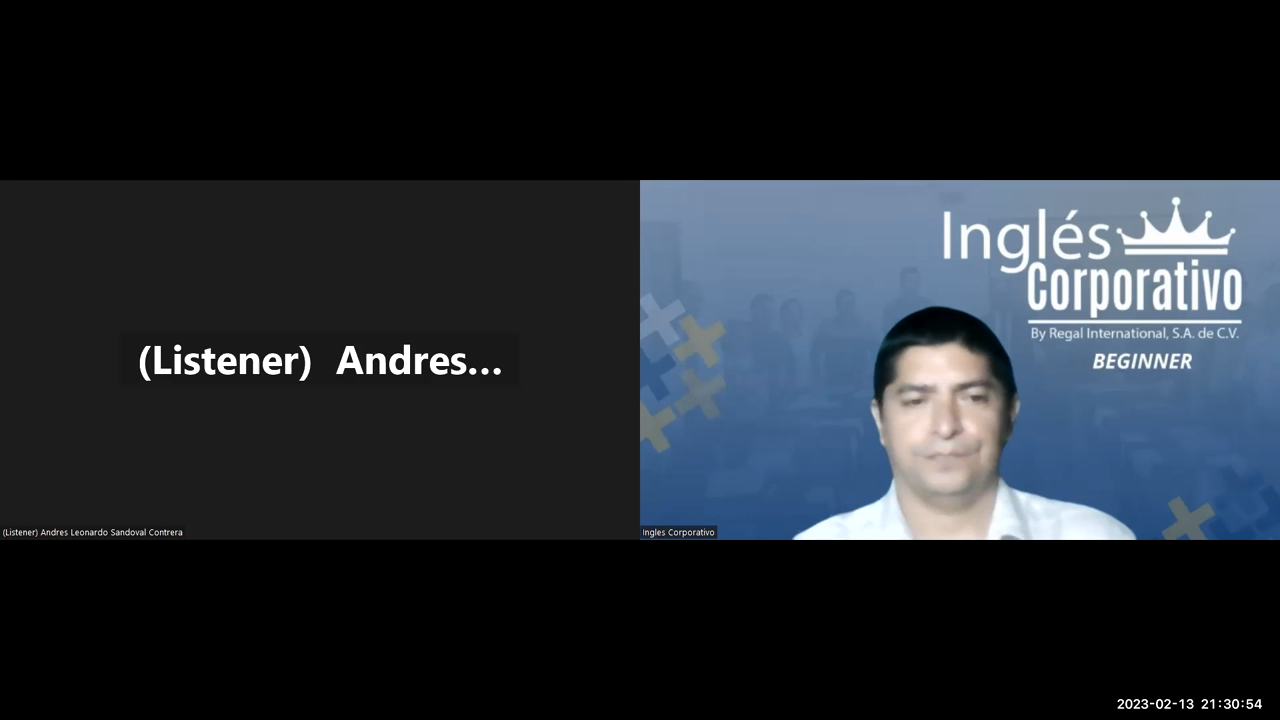 (Listener) Andres...
(Listener) Andres Leonardo Sandoval Contrera
Inglés
Corporativo
By Regal International, S.A. de C.V.
BEGINNER
Ingles Corporativo
2023-02-13 21:30:54